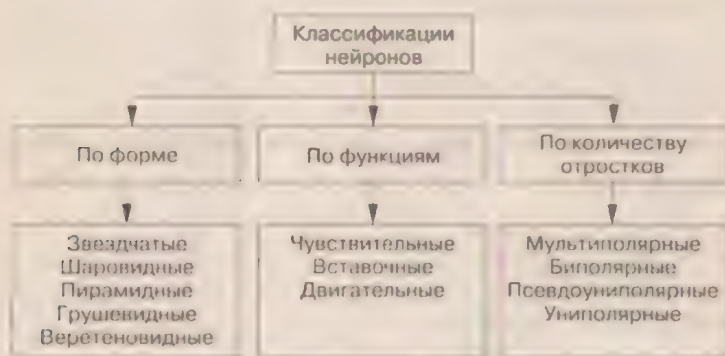 Классификации
нейронов
По форме
По функциям
По количеству
отростков
Звездчатые
Шаровидные
Пирамидные
Грушевидные
Веретеновидные
Чувствительные
Вставочные
Двигательные
Мультиполярные
Биполярные
Псевдоуниполярные
Униполярные